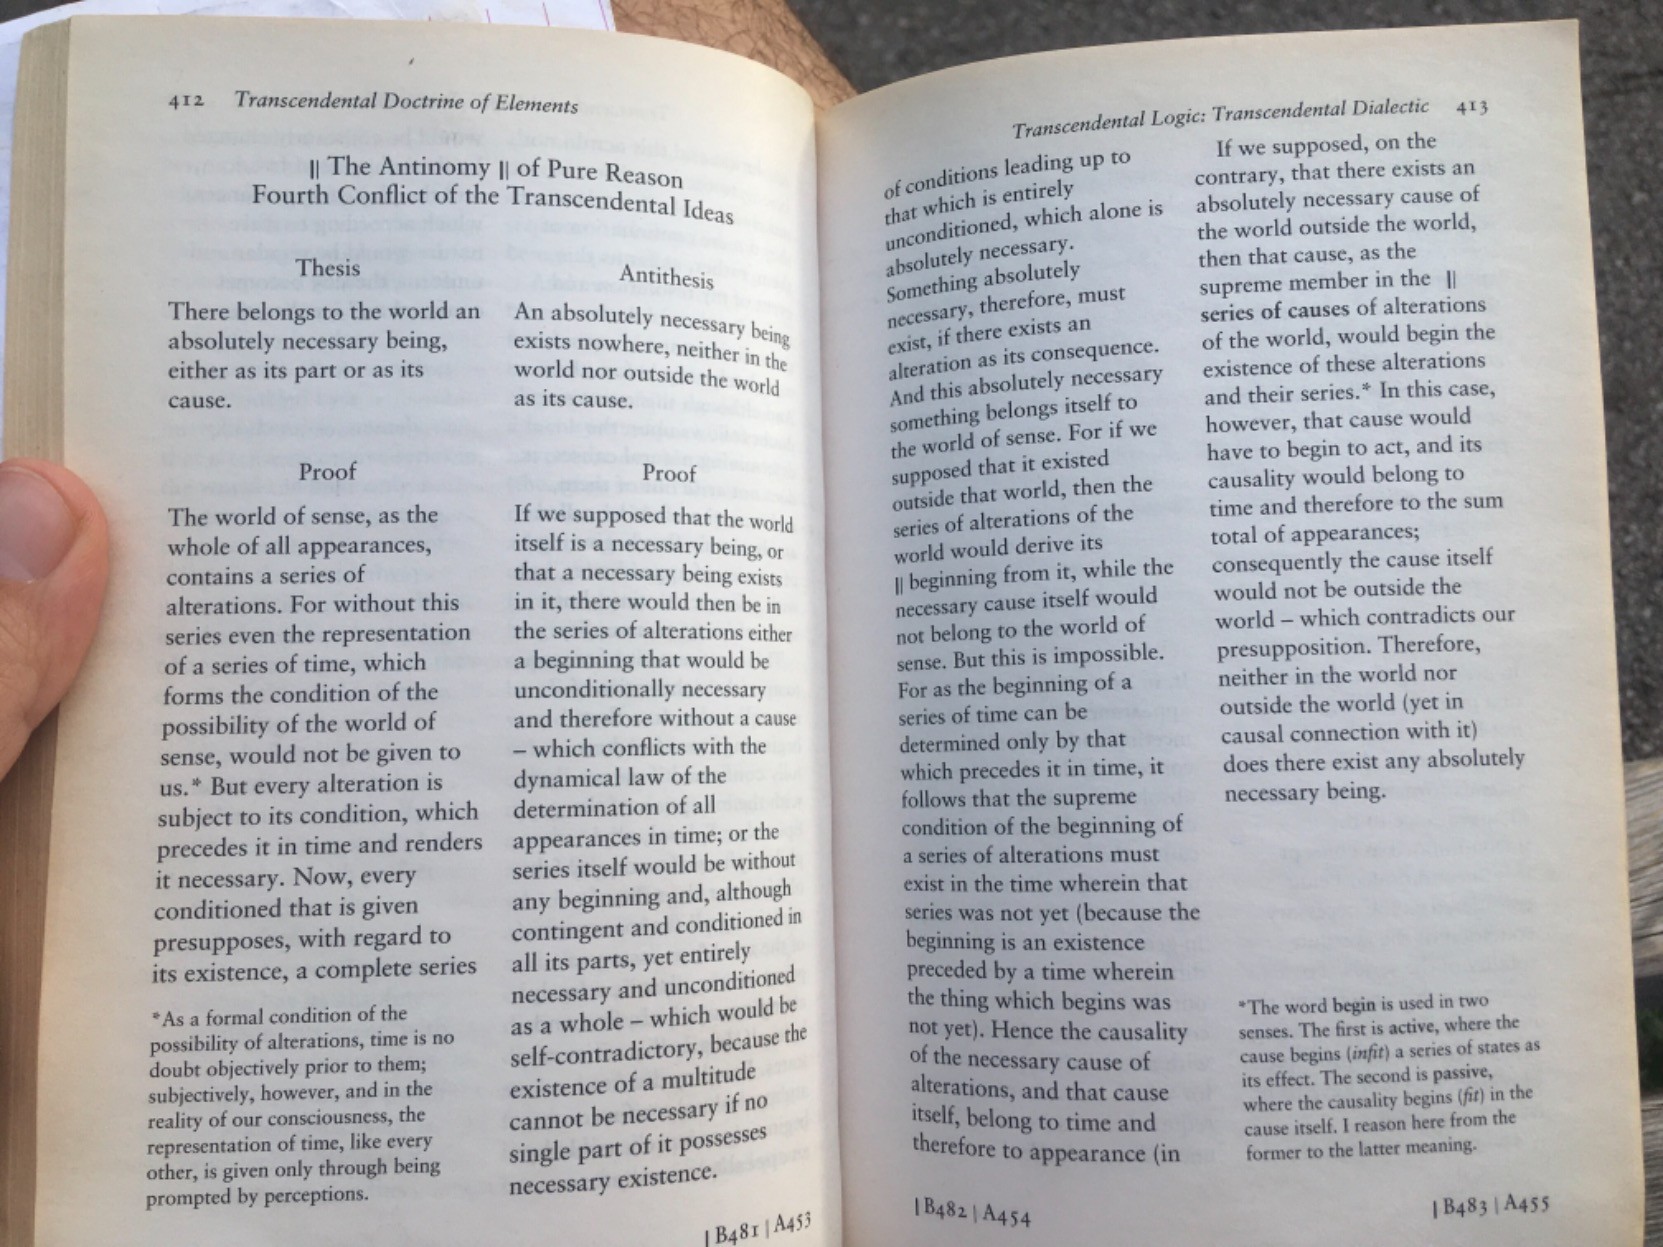 412 Transcendental Doctrine of Elements
|| The Antinomy || of Pure Reason
Fourth Conflict of the Transcendental Ideas
Thesis
There belongs to the world an
absolutely necessary being,
either as its part or as its
cause.
Proof
The world of sense, as the
whole of all appearances,
contains a series of
alterations. For without this
series even the representation
of a series of time, which
forms the condition of the
possibility of the world of
sense, would not be given to
us.* But every alteration is
subject to its condition, which
precedes it in time and renders
it necessary. Now, every
conditioned that is given
presupposes, with regard to
its existence, a complete series
*As a formal condition of the
possibility of alterations, time is no
doubt objectively prior to them;
subjectively, however, and in the
reality of our consciousness, the
representation of time, like every
other, is given only through being
prompted by perceptions.
Antithesis
An absolutely necessary being
exists nowhere, neither in the
world nor outside the world
as its cause.
Proof
If we supposed that the world
itself is a necessary being, or
that a necessary being exists
in it, there would then be in
the series of alterations either
a beginning that would be
unconditionally necessary
and therefore without a cause
– which conflicts with the
dynamical law of the
determination of all
appearances in time; or the
series itself would be without
any beginning and, although
contingent and conditioned in
all its parts, yet entirely
necessary and unconditioned
as a whole – which would be
self-contradictory, because the
existence of a multitude
cannot be necessary if no
single part of it possesses
necessary existence.
| B481 | A453
Transcendental Logic: Transcendental Dialectic 413
of conditions leading up to
that which is entirely
unconditioned, which alone is
absolutely necessary.
Something absolutely
necessary, therefore, must
exist, if there exists an
alteration as its consequence.
And this absolutely necessary
something belongs itself to
the world of sense. For if we
supposed that it existed
outside that world, then the
series of alterations of the
world would derive its
|| beginning from it, while the
necessary cause itself would
not belong to the world of
sense. But this is impossible.
For as the beginning of a
series of time can be
determined only by that
which precedes it in time, it
follows that the supreme
condition of the beginning of
a series of alterations must
exist in the time wherein that
series was not yet (because the
beginning is an existence
preceded by a time wherein
the thing which begins was
not yet). Hence the causality
of the necessary cause of
alterations, and that cause
itself, belong to time and
therefore to appearance (in
| B482 | A454
If we supposed, on the
contrary, that there exists an
absolutely necessary cause of
the world outside the world,
then that cause, as the
supreme member in the ||
series of causes of alterations
of the world, would begin the
existence of these alterations
and their series.* In this case,
however, that cause would
have to begin to act, and its
causality would belong to
time and therefore to the sum
total of appearances;
consequently the cause itself
would not be outside the
world – which contradicts our
presupposition. Therefore,
neither in the world nor
outside the world (yet in
causal connection with it)
does there exist any absolutely
necessary being.
*The word begin is used in two
senses. The first is active, where the
cause begins (infit) a series of states as
its effect. The second is passive,
where the causality begins (fit) in the
cause itself. I reason here from the
former to the latter meaning.
| B483 | A455